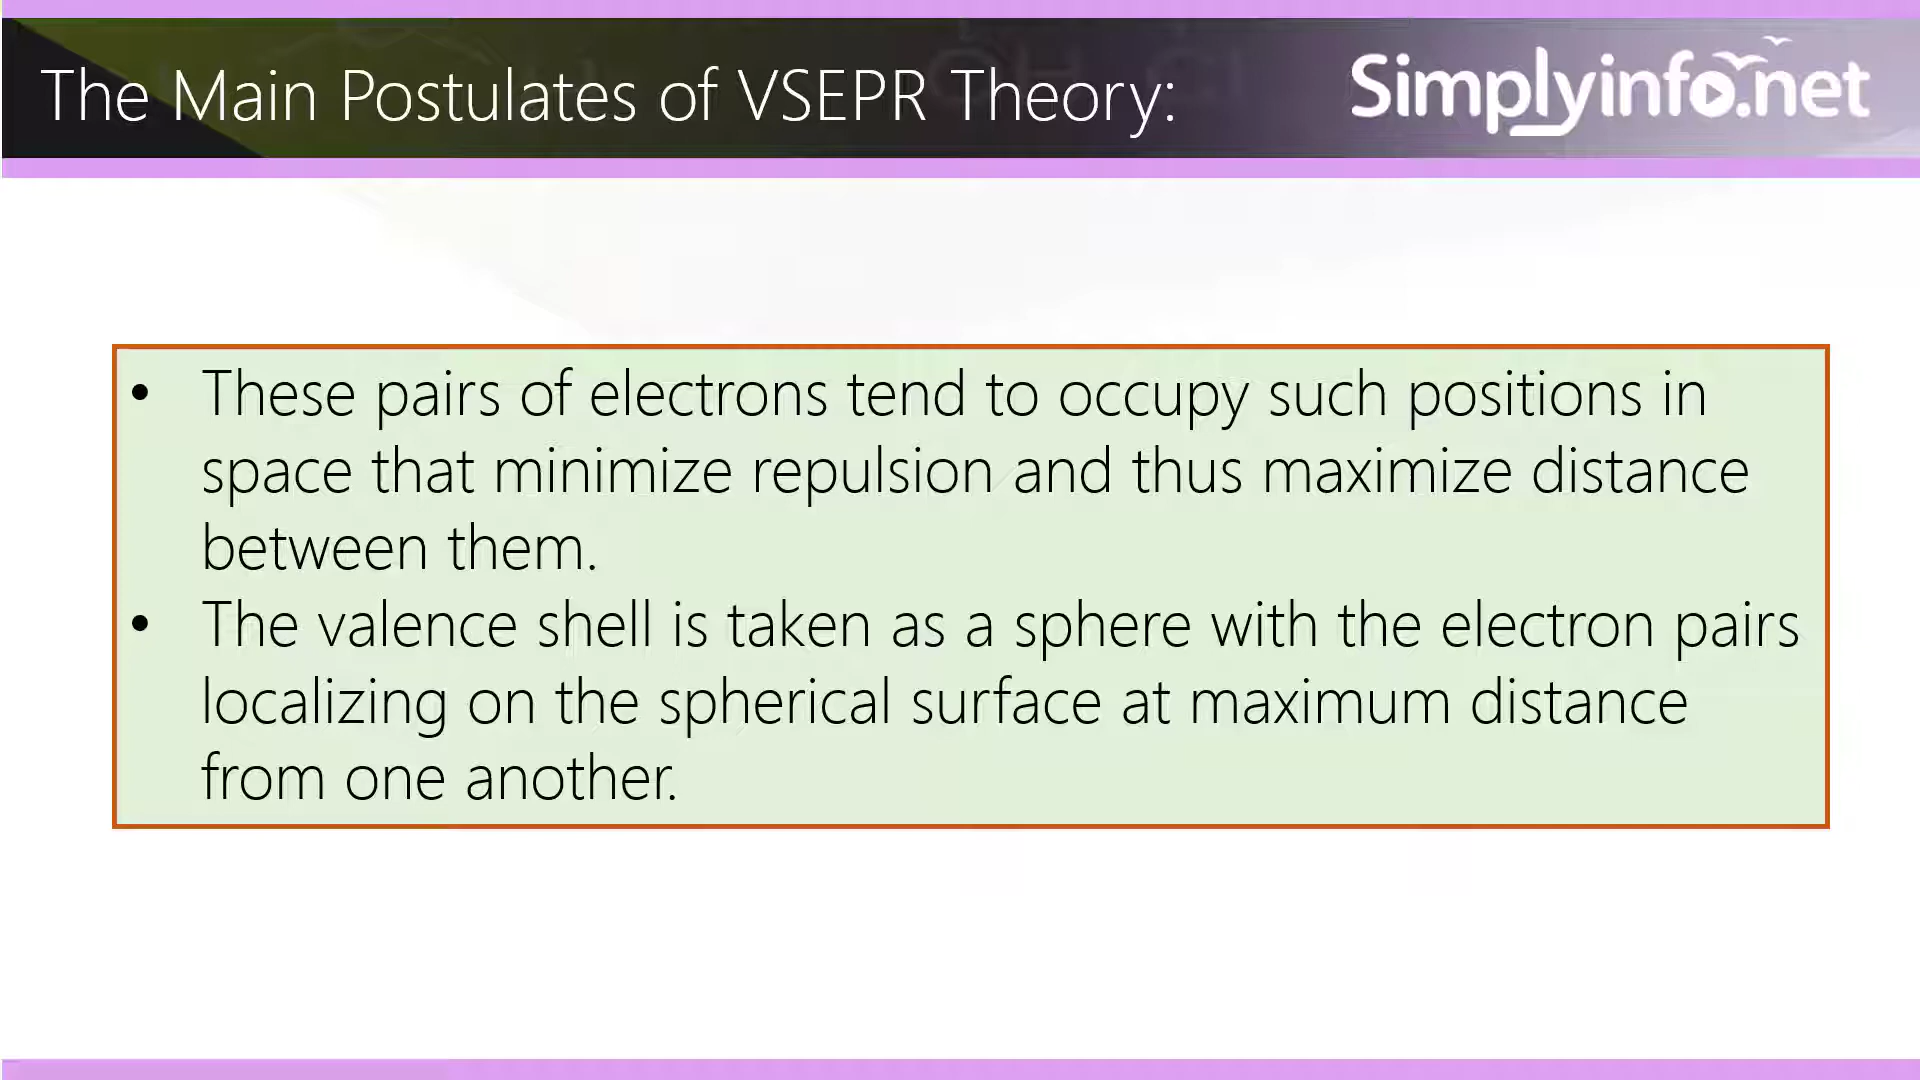 The Main Postulates of VSEPR Theory:
Simplyinfo.net
• These pairs of electrons tend to occupy such positions in
space that minimize repulsion and thus maximize distance
between them.
• The valence shell is taken as a sphere with the electron pairs
localizing on the spherical surface at maximum distance
from one another.